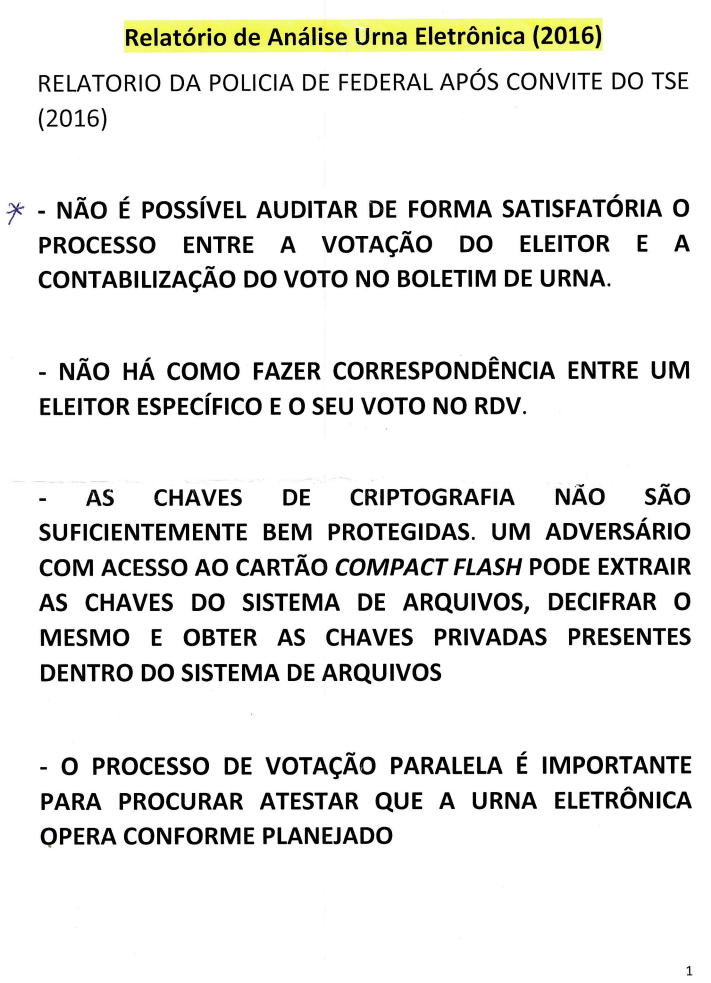 Relatório de Análise Urna Eletrônica (2016)
RELATORIO DA POLICIA DE FEDERAL APÓS CONVITE DO TSE
(2016)
* - NÃO É POSSÍVEL AUDITAR DE FORMA SATISFATÓRIA O
PROCESSO ENTRE A VOTAÇÃO DO ELEITOR E A
CONTABILIZAÇÃO DO VOTO NO BOLETIM DE URNA.
- NÃO HÁ COMO FAZER CORRESPONDÊNCIA ENTRE UM
ELEITOR ESPECÍFICO E O SEU VOTO NO RDV.
- AS CHAVES DE CRIPTOGRAFIA NÃO SÃO
SUFICIENTEMENTE BEM PROTEGIDAS. UM ADVERSÁRIO
COM ACESSO AO CARTÃO COMPACT FLASH PODE EXTRAIR
AS CHAVES DO SISTEMA DE ARQUIVOS, DECIFRAR O
MESMO E OBTER AS CHAVES PRIVADAS PRESENTES
DENTRO DO SISTEMA DE ARQUIVOS
- O PROCESSO DE VOTAÇÃO PARALELA É IMPORTANTE
PARA PROCURAR ATESTAR QUE A URNA ELETRÔNICA
OPERA CONFORME PLANEJADO
1